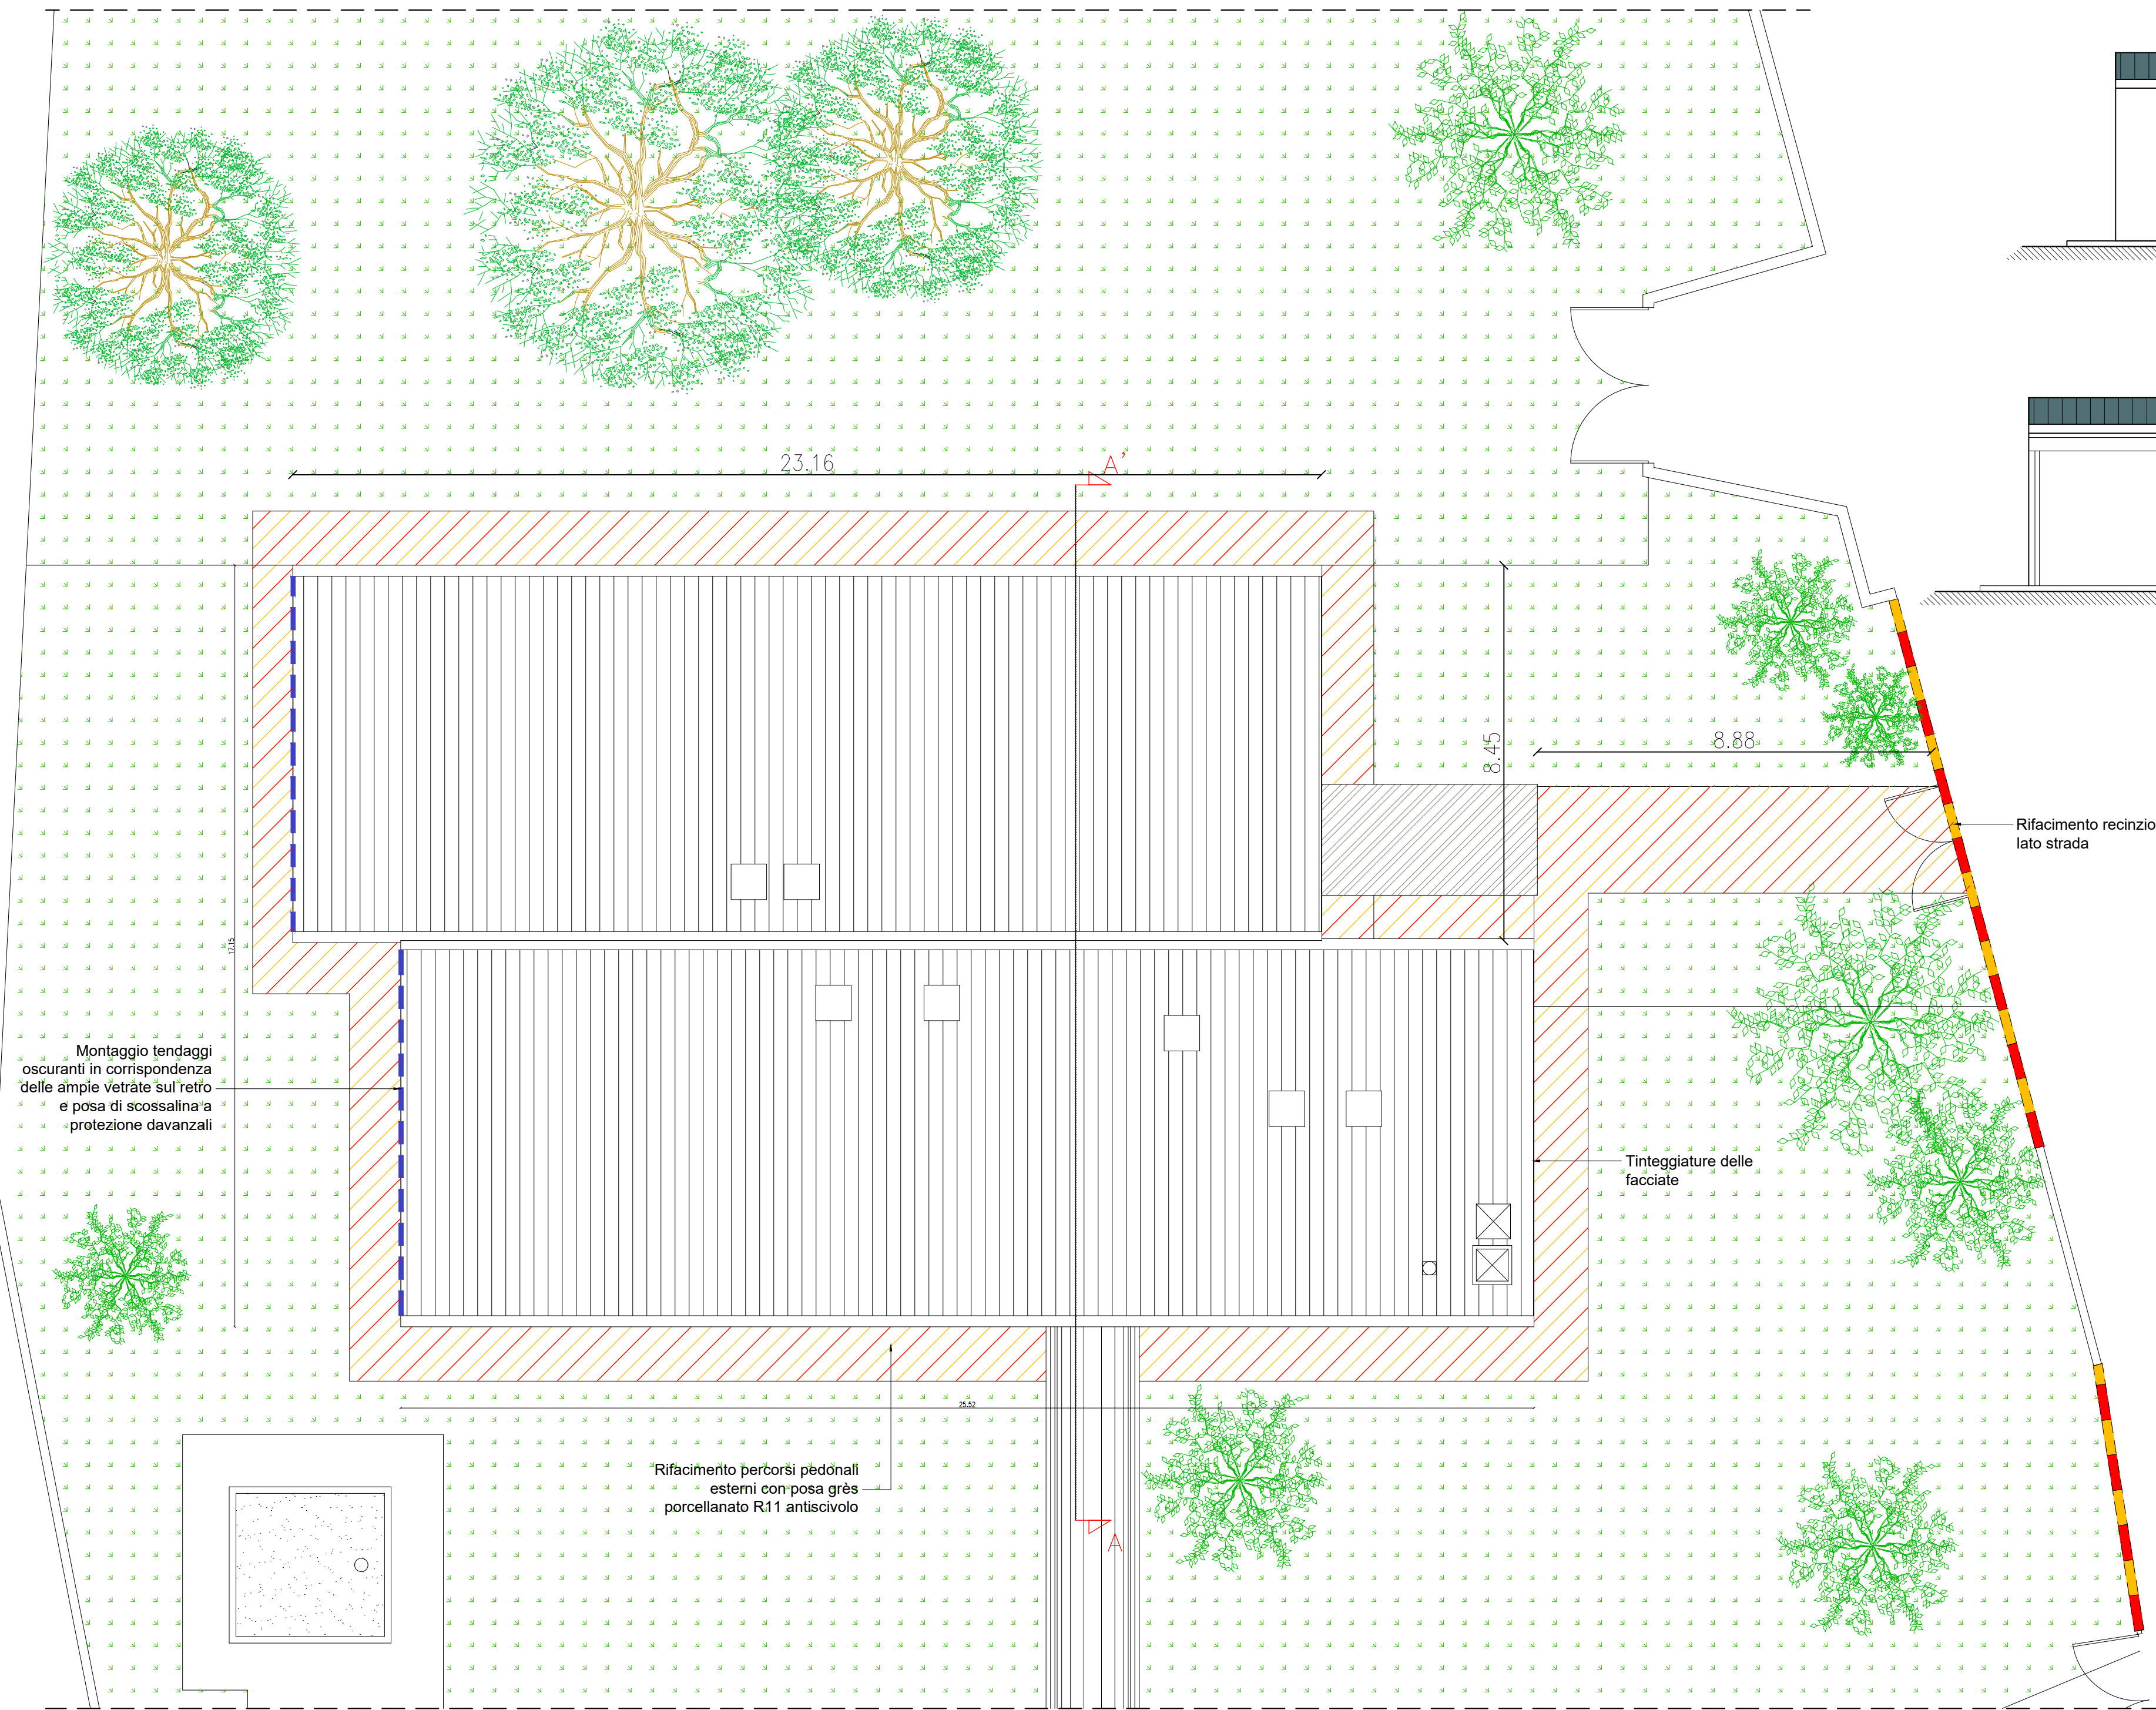 23.16
A'
8.45
8.88
Rifacimento recinzio
lato strada
17.15
Montaggio tendaggi
oscuranti in corrispondenza
delle ampie vetrate sul retro
e posa di scossalina a
protezione davanzali
Tinteggiature delle
facciate
25.52
Rifacimento percorsi pedonali
esterni con posa grès
porcellanato R11 antiscivolo
A